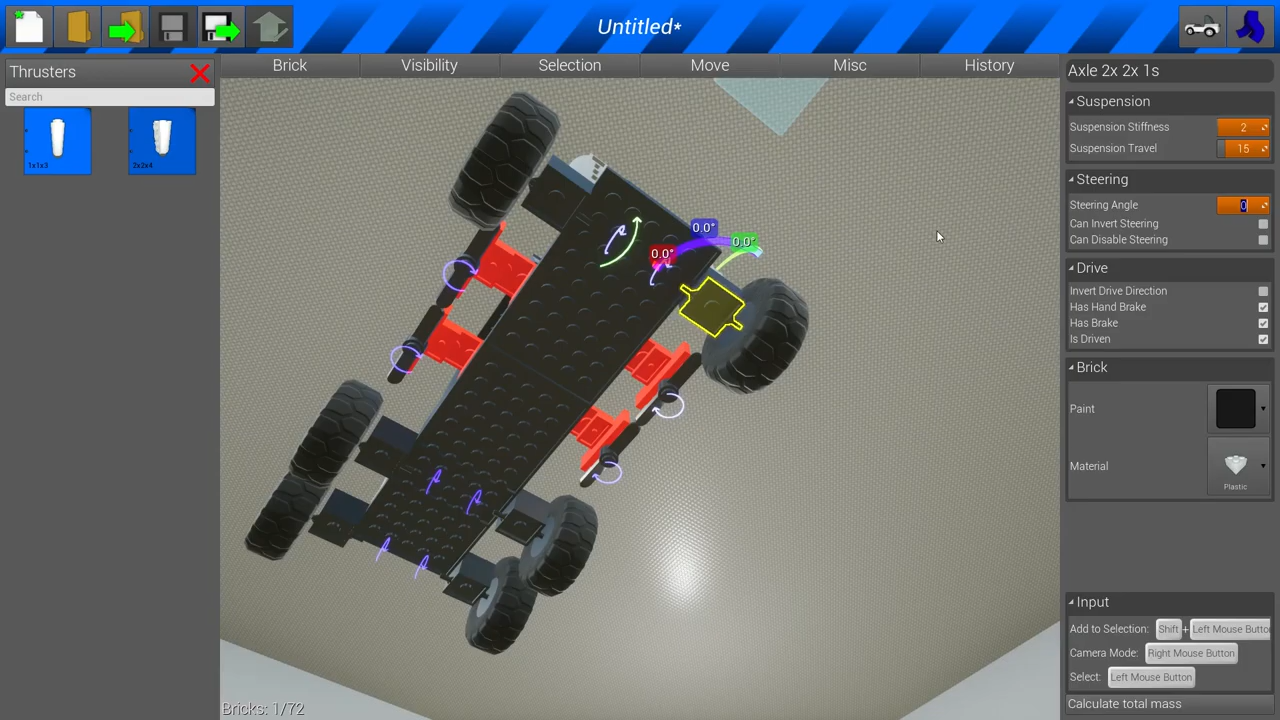 Untitled*
Thrusters
Search
1x1x3
2x2x4
Brick
Visibility
Selection
Move
Misc
History
0.0°
0.0°
0.0°
Bricks: 1/72
Axle 2x 2x 1s
Suspension
Suspension Stiffness 2
Suspension Travel 15
Steering
Steering Angle 0
Can Invert Steering
Can Disable Steering
Drive
Invert Drive Direction
Has Hand Brake
Has Brake
Is Driven
Brick
Paint
Material
Plastic
Input
Add to Selection: Shift + Left Mouse Butto
Camera Mode: Right Mouse Button
Select: Left Mouse Button
Calculate total mass